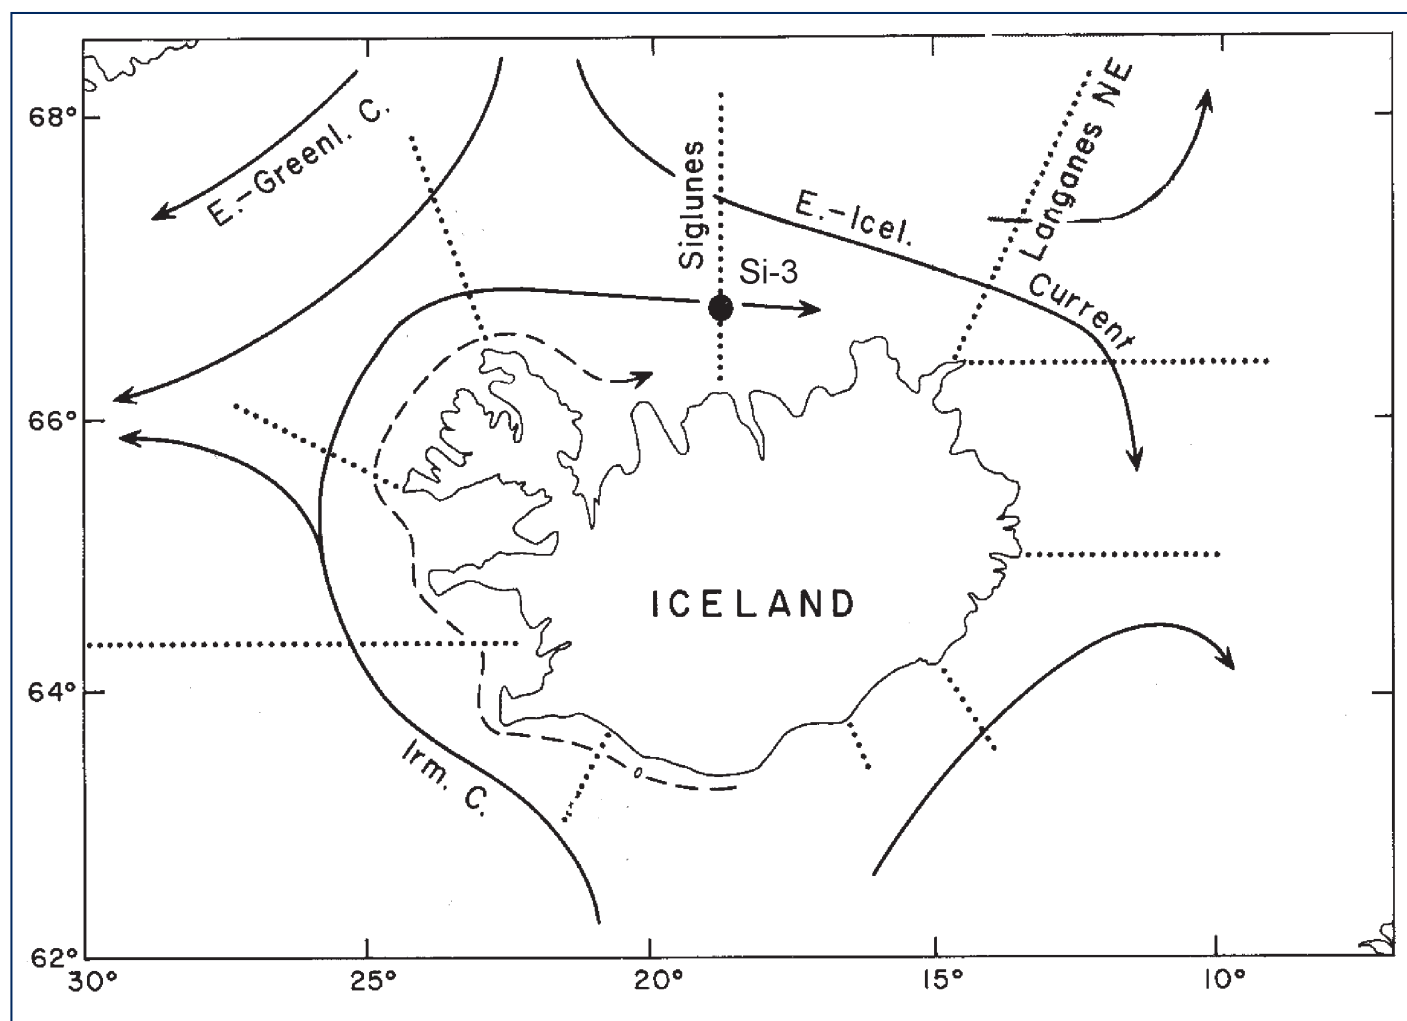 68°
66°
64°
62°
30°
25°
20°
15°
10°
E.-Greenl. C.
Siglunes
Si-3
E.-Icel.
Current
Langanes NE
ICELAND
Irm. C.